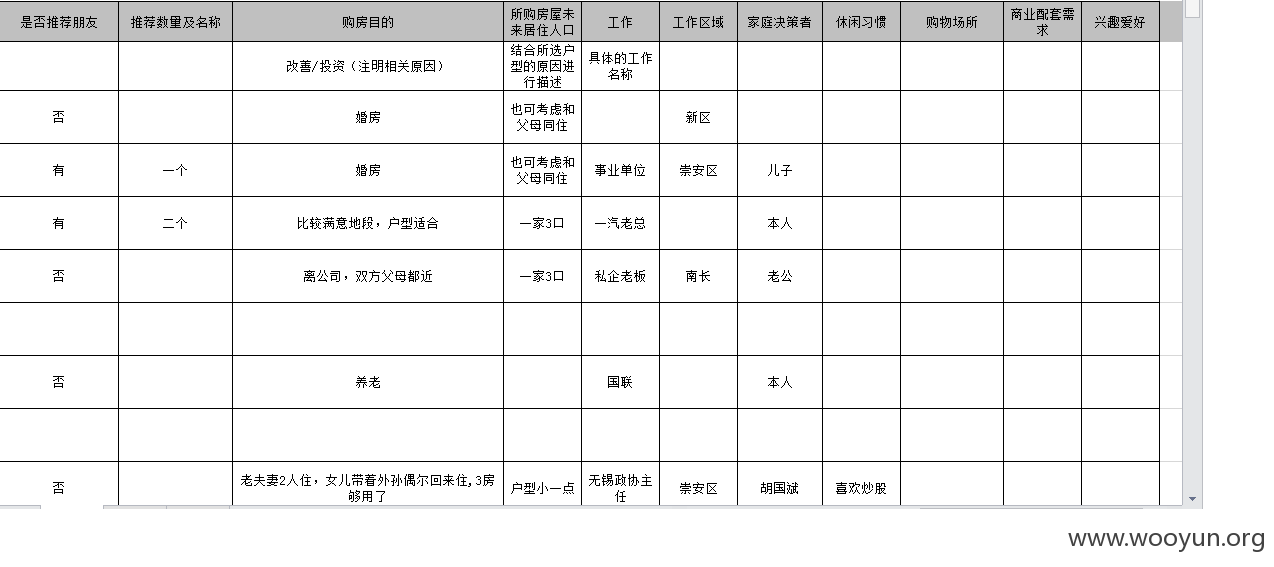 是否推荐朋友 推荐数量及名称 购房目的 所购房屋未来居住人口 工作 工作区域 家庭决策者 休闲习惯 购物场所 商业配套需求 兴趣爱好
改善/投资（注明相关原因） 结合所选户型的原因进行描述 具体的工作名称
否 婚房 也可考虑和父母同住 新区
有 一个 婚房 也可考虑和父母同住 事业单位 崇安区 儿子
有 二个 比较满意地段，户型适合 一家3口 一汽老总 本人
否 离公司，双方父母都近 一家3口 私企老板 南长 老公
否 养老 国联 本人
否 老夫妻2人住，女儿带着外孙偶尔回来住,3房够用了 户型小一点 无锡政协主任 崇安区 胡国斌 喜欢炒股
www.wooyun.org